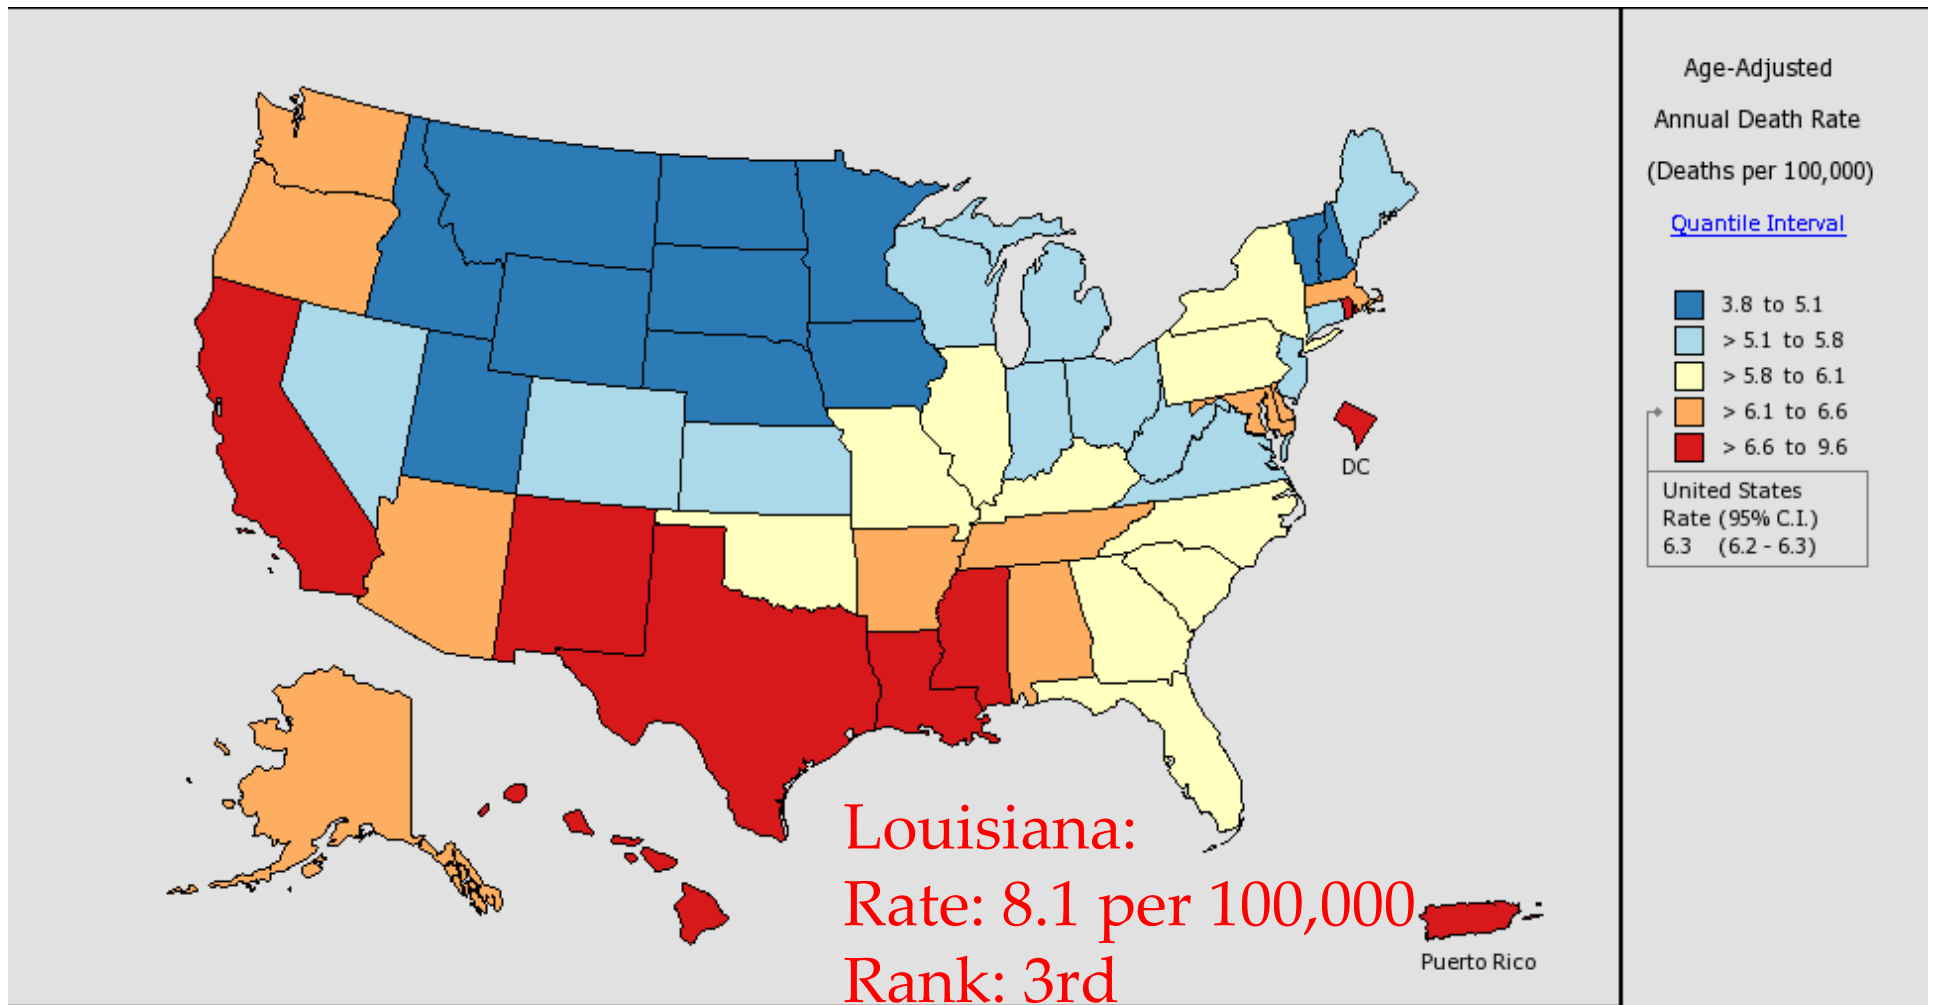 Age-Adjusted
Annual Death Rate
(Deaths per 100,000)
Quantile Interval
3.8 to 5.1
> 5.1 to 5.8
> 5.8 to 6.1
> 6.1 to 6.6
> 6.6 to 9.6
United States
Rate (95% C.I.)
6.3 (6.2 - 6.3)
DC
Louisiana:
Rate: 8.1 per 100,000
Rank: 3rd
Puerto Rico